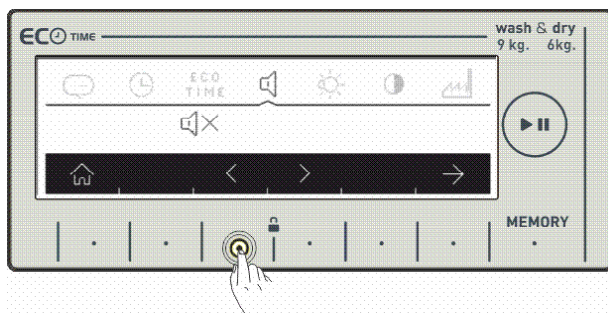 ECO TIME
wash & dry
9 kg. 6kg.
ECO
TIME
MEMORY